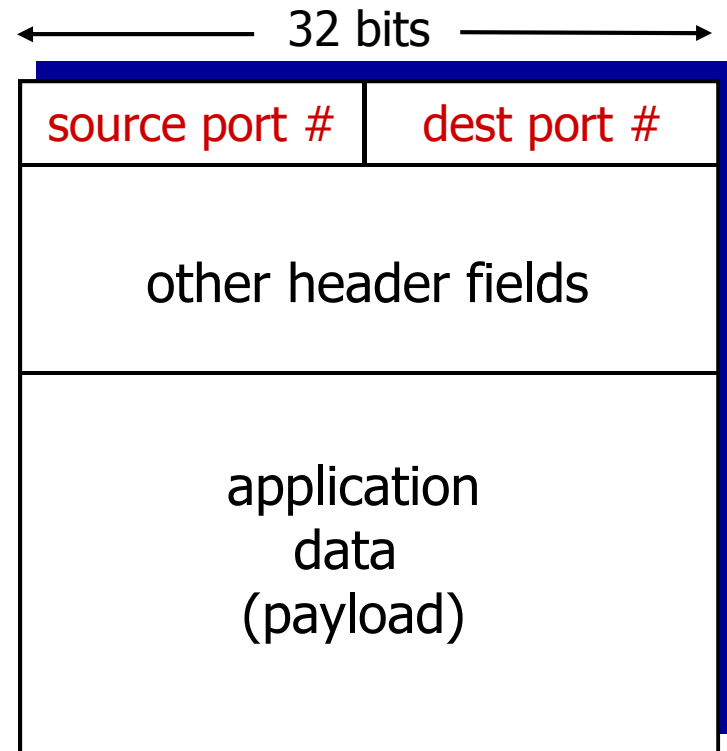 32 bits
source port # dest port #
other header fields
application
data
(payload)